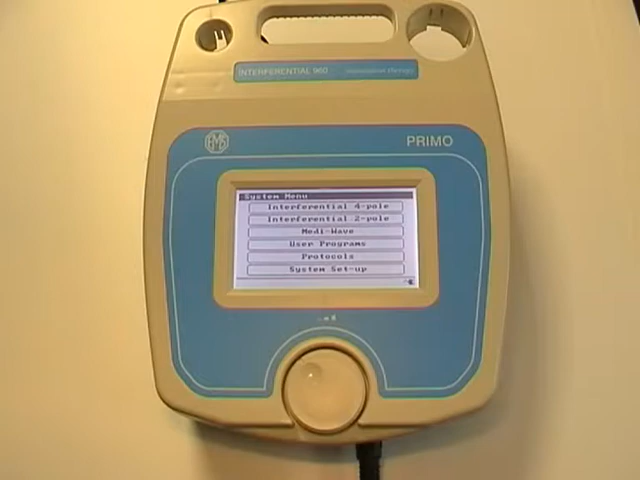 INTERFERENTIAL 960
EMS
PRIMO
System Menu
Interferential 4-pole
Interferential 2-pole
Medi-Wave
User Programs
Protocols
System Set-up